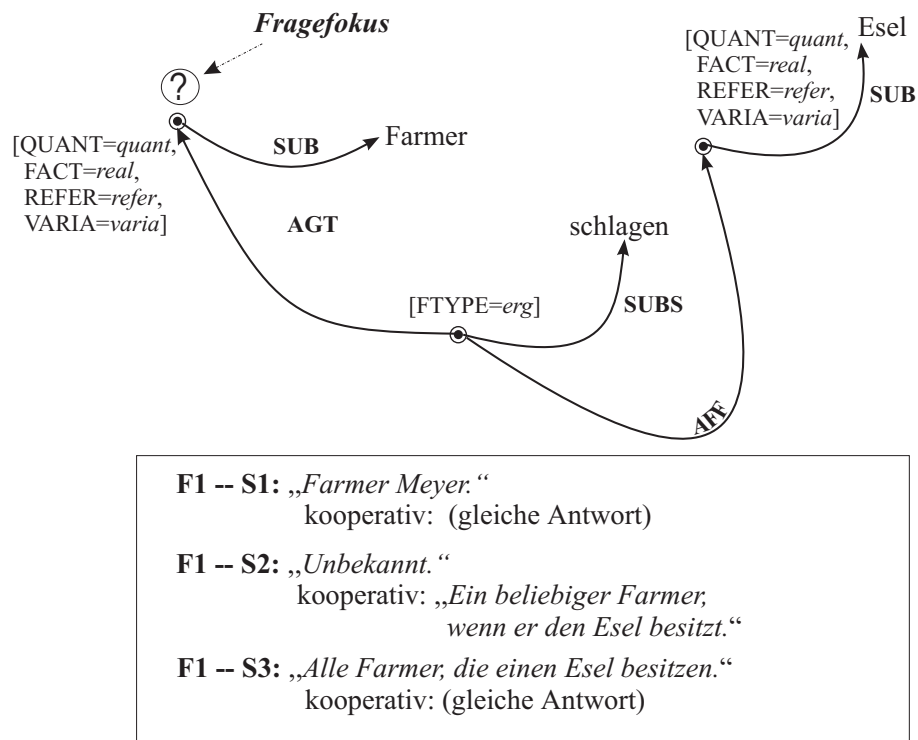 Fragefokus
?
[QUANT=quant,
FACT=real,
REFER=refer,
VARIA=varia]
SUB
Farmer
AGT
[QUANT=quant,
FACT=real,
REFER=refer,
VARIA=varia]
Esel
SUB
schlagen
[FTYPE=erg]
SUBS
AFF
F1 -- S1: „Farmer Meyer.“
kooperativ: (gleiche Antwort)
F1 -- S2: „Unbekannt.“
kooperativ: „Ein beliebiger Farmer,
wenn er den Esel besitzt.“
F1 -- S3: „Alle Farmer, die einen Esel besitzen.“
kooperativ: (gleiche Antwort)